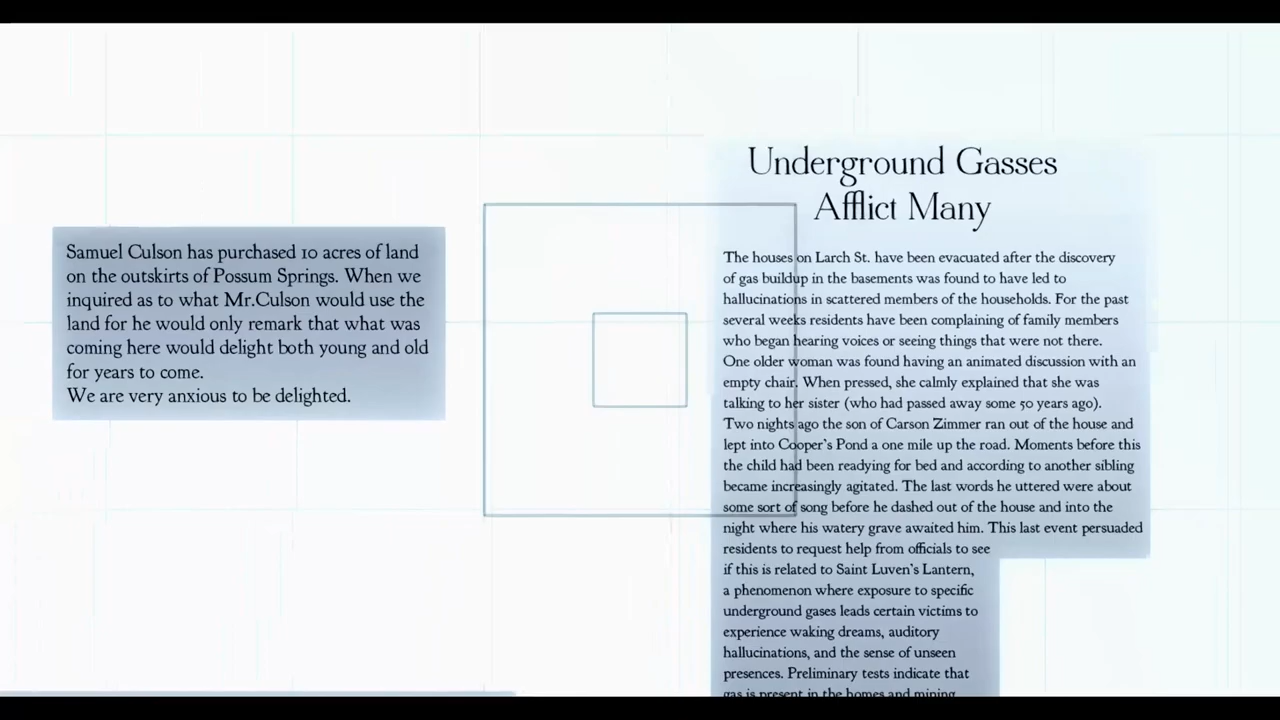 Samuel Culson has purchased 10 acres of land
on the outskirts of Possum Springs. When we
inquired as to what Mr.Culson would use the
land for he would only remark that what was
coming here would delight both young and old
for years to come.
We are very anxious to be delighted.
Underground Gasses
Afflict Many
The houses on Larch St. have been evacuated after the discovery
of gas buildup in the basements was found to have led to
hallucinations in scattered members of the households. For the past
several weeks residents have been complaining of family members
who began hearing voices or seeing things that were not there.
One older woman was found having an animated discussion with an
empty chair. When pressed, she calmly explained that she was
talking to her sister (who had passed away some 50 years ago).
Two nights ago the son of Carson Zimmer ran out of the house and
lept into Cooper's Pond a one mile up the road. Moments before this
the child had been readying for bed and according to another sibling
became increasingly agitated. The last words he uttered were about
some sort of song before he dashed out of the house and into the
night where his watery grave awaited him. This last event persuaded
residents to request help from officials to see
if this is related to Saint Luven's Lantern,
a phenomenon where exposure to specific
underground gases leads certain victims to
experience waking dreams, auditory
hallucinations, and the sense of unseen
presences. Preliminary tests indicate that
gas is present in the homes and mining